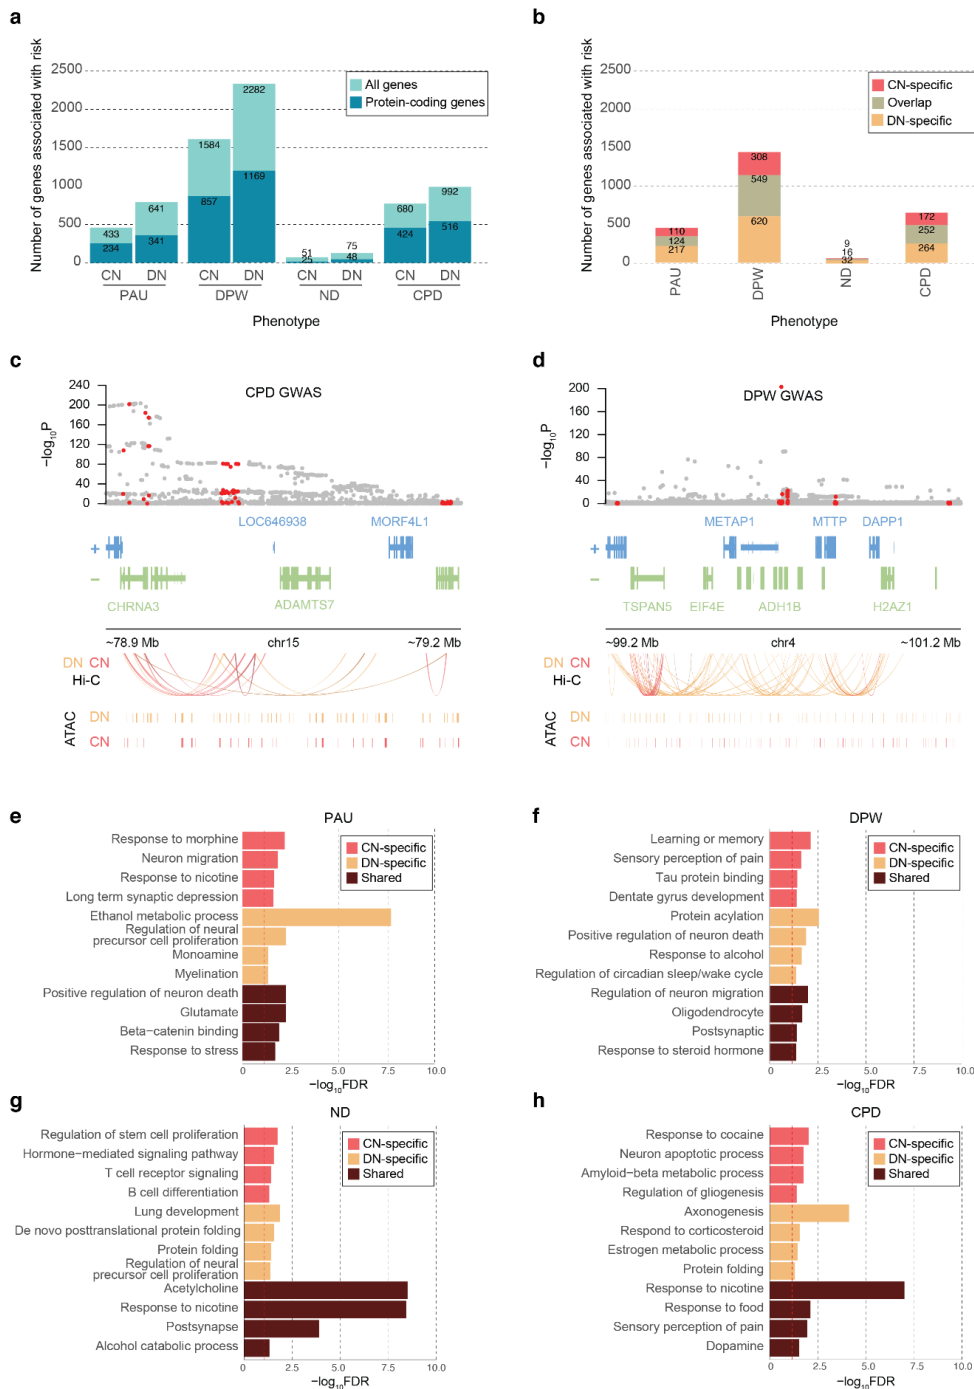 a
Number of genes associated with risk
2500
2000
1500
1000
500
0
All genes
Protein-coding genes
433
234
641
341
1584
857
2282
1169
51
25
75
48
680
424
992
516
CN DN CN DN CN DN CN DN
PAU DPW ND CPD
Phenotype
b
Number of genes associated with risk
2500
2000
1500
1000
500
0
CN-specific
Overlap
DN-specific
110
124
217
308
549
620
9
16
32
172
252
264
PAU DPW ND CPD
Phenotype
c
CPD GWAS
−log10P
240
200
160
120
80
40
0
LOC646938 MORF4L1
+
−
CHRNA3 ADAMTS7
~78.9 Mb chr15 ~79.2 Mb
DN CN
Hi-C
ATAC
DN
CN
d
DPW GWAS
−log10P
200
160
120
80
40
0
METAP1 MTTP DAPP1
+
−
TSPAN5 EIF4E ADH1B H2AZ1
~99.2 Mb chr4 ~101.2 Mb
DN CN
Hi-C
ATAC
DN
CN
e
PAU
Response to morphine
Neuron migration
Response to nicotine
Long term synaptic depression
Ethanol metabolic process
Regulation of neural
precursor cell proliferation
Monoamine
Myelination
Positive regulation of neuron death
Glutamate
Beta−catenin binding
Response to stress
CN-specific
DN-specific
Shared
0 2.5 5.0 7.5 10.0
−log10FDR
f
DPW
Learning or memory
Sensory perception of pain
Tau protein binding
Dentate gyrus development
Protein acylation
Positive regulation of neuron death
Response to alcohol
Regulation of circadian sleep/wake cycle
Regulation of neuron migration
Oligodendrocyte
Postsynaptic
Response to steroid hormone
CN-specific
DN-specific
Shared
0 2.5 5.0 7.5 10.0
−log10FDR
g
ND
Regulation of stem cell proliferation
Hormone−mediated signaling pathway
T cell receptor signaling
B cell differentiation
Lung development
De novo posttranslational protein folding
Protein folding
Regulation of neural
precursor cell proliferation
Acetylcholine
Response to nicotine
Postsynapse
Alcohol catabolic process
CN-specific
DN-specific
Shared
0 2.5 5.0 7.5 10.0
−log10FDR
h
CPD
Response to cocaine
Neuron apoptotic process
Amyloid−beta metabolic process
Regulation of gliogenesis
Axonogenesis
Respond to corticosteroid
Estrogen metabolic process
Protein folding
Response to nicotine
Response to food
Sensory perception of pain
Dopamine
CN-specific
DN-specific
Shared
0 2.5 5.0 7.5 10.0
−log10FDR